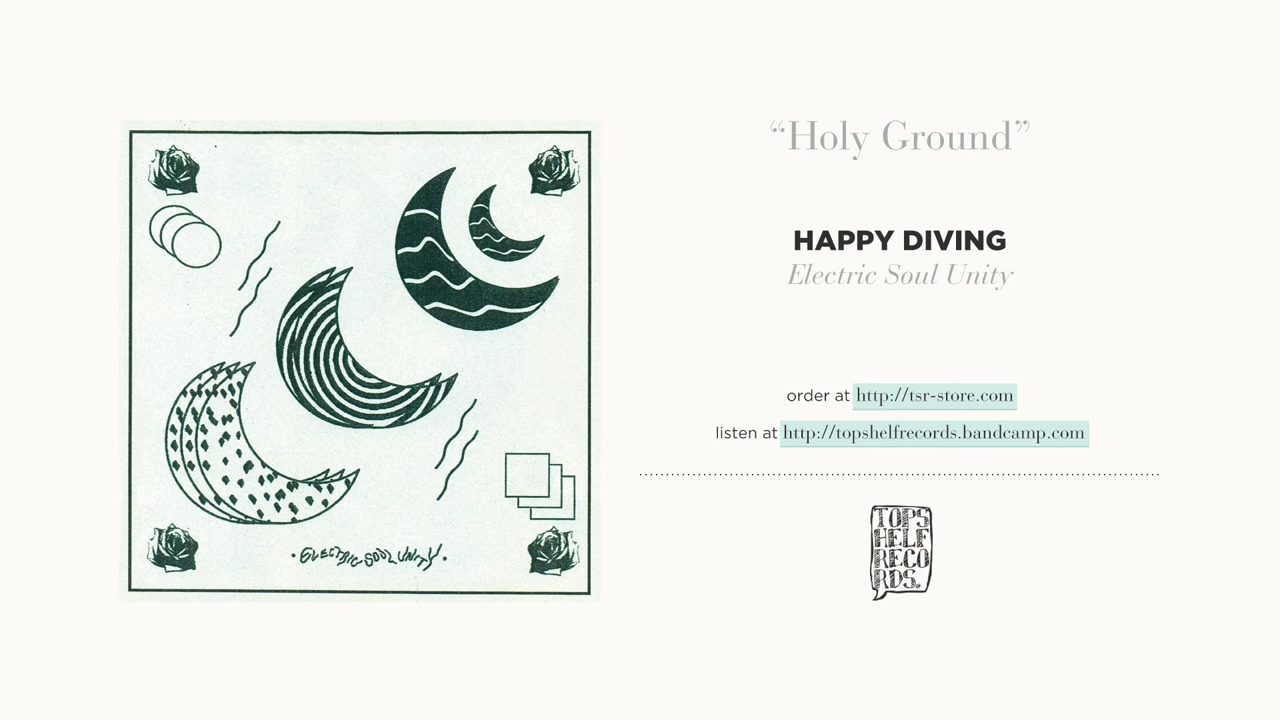 “Holy Ground”
HAPPY DIVING
Electric Soul Unity
order at http://tsr-store.com
listen at http://topshelfrecords.bandcamp.com
TOPS
HELF
RECO
RDS.
• ELECTRIC SOUL UNITY •